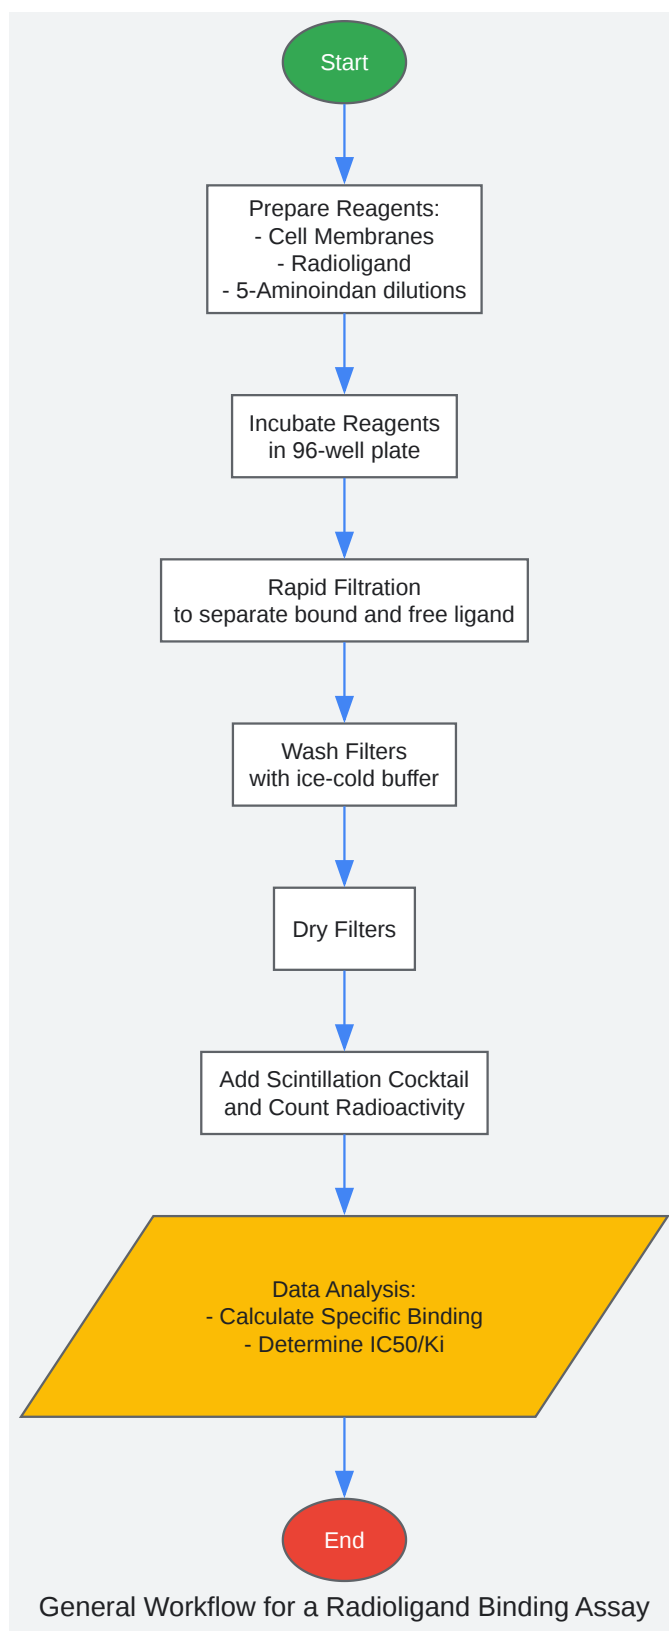 Start
Prepare Reagents:
- Cell Membranes
- Radioligand
- 5-Aminoindan dilutions
Incubate Reagents
in 96-well plate
Rapid Filtration
to separate bound and free ligand
Wash Filters
with ice-cold buffer
Dry Filters
Add Scintillation Cocktail
and Count Radioactivity
Data Analysis:
- Calculate Specific Binding
- Determine IC50/Ki
End
General Workflow for a Radioligand Binding Assay